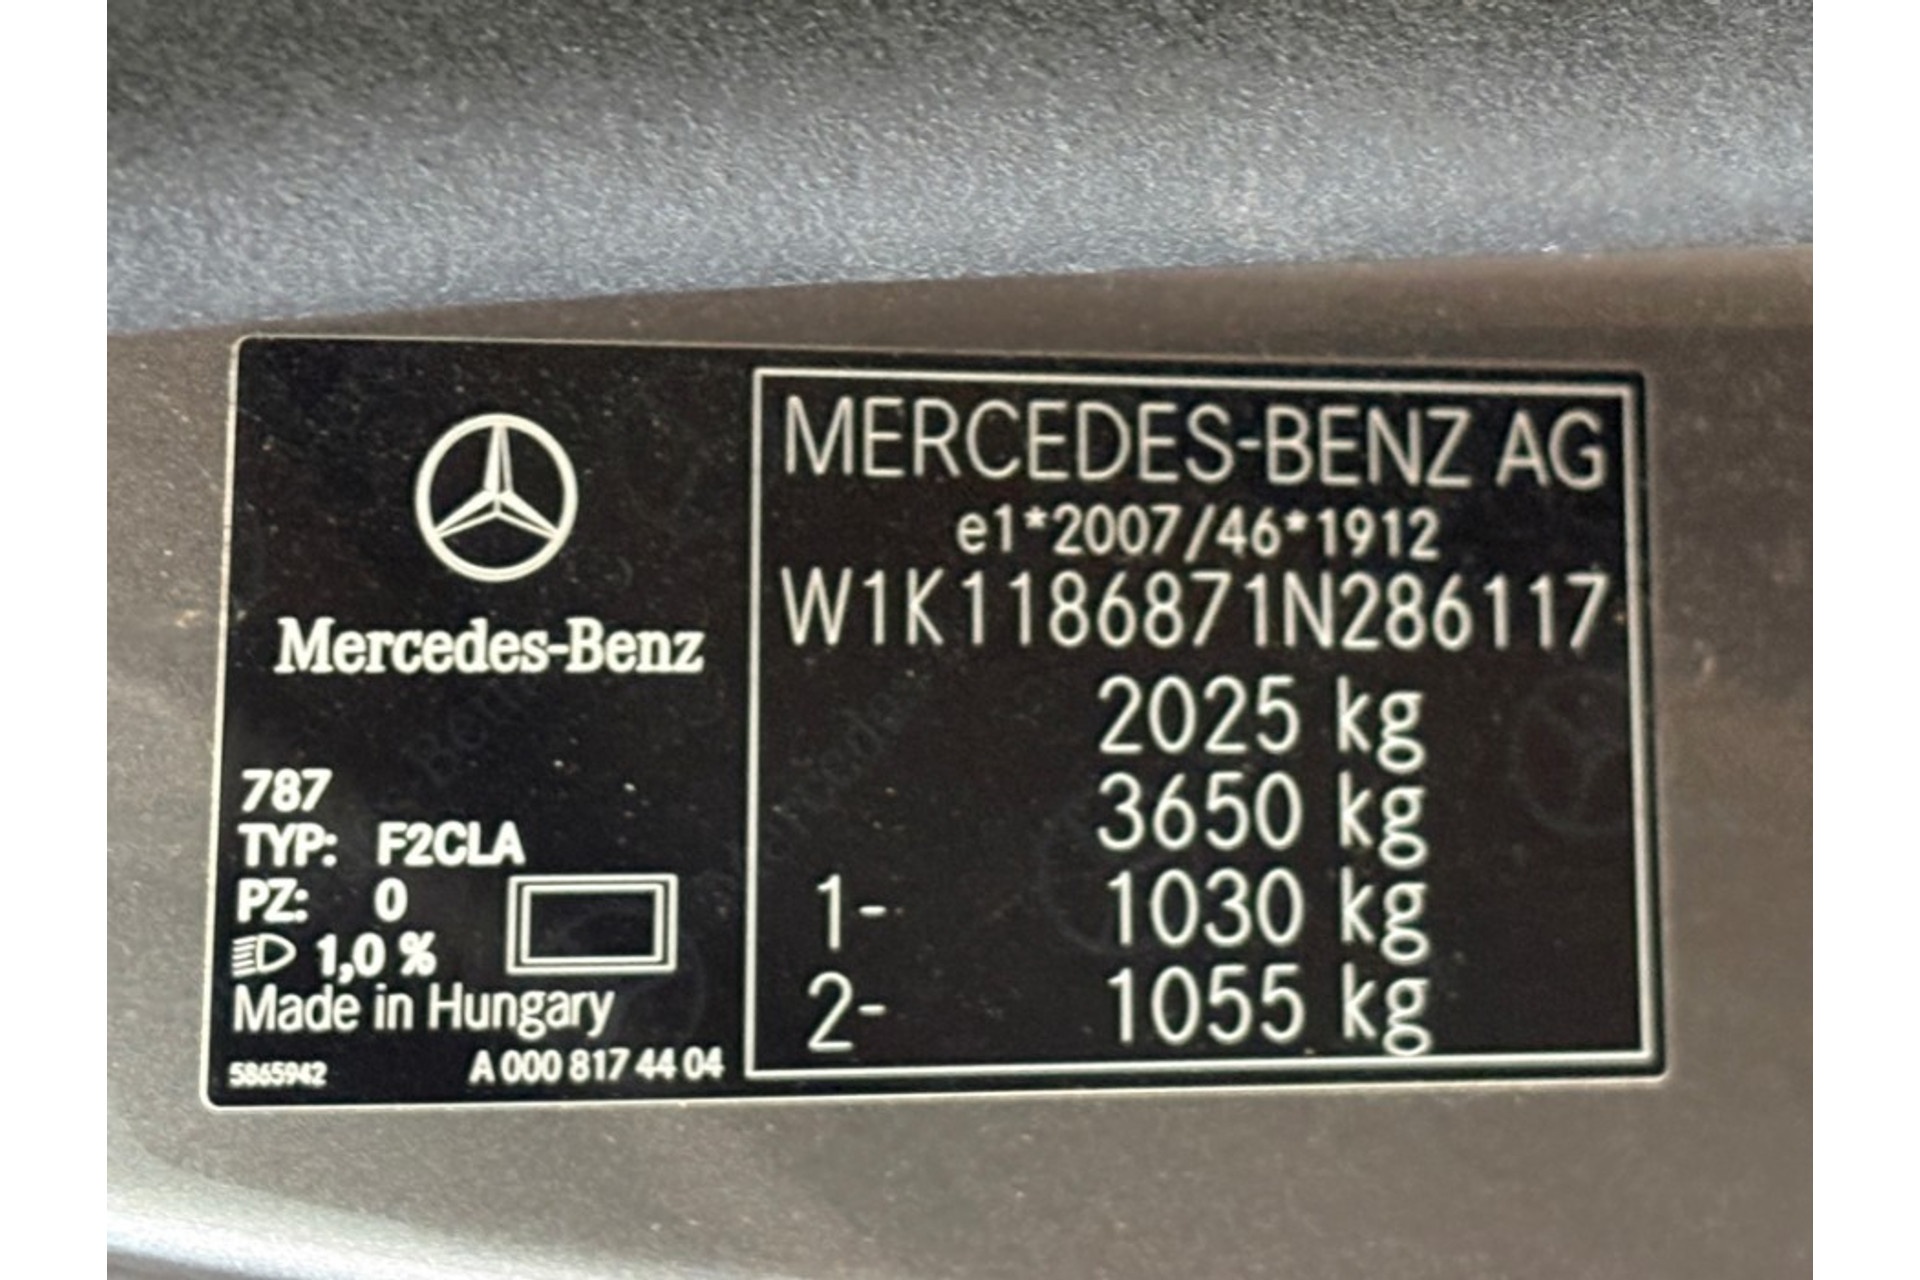 Mercedes-Benz
787
TYP: F2CLA
PZ: 0
1,0 %
Made in Hungary
5865942 A 000 817 44 04
MERCEDES-BENZ AG
e1*2007/46*1912
W1K1186871N286117
2025 kg
3650 kg
1- 1030 kg
2- 1055 kg